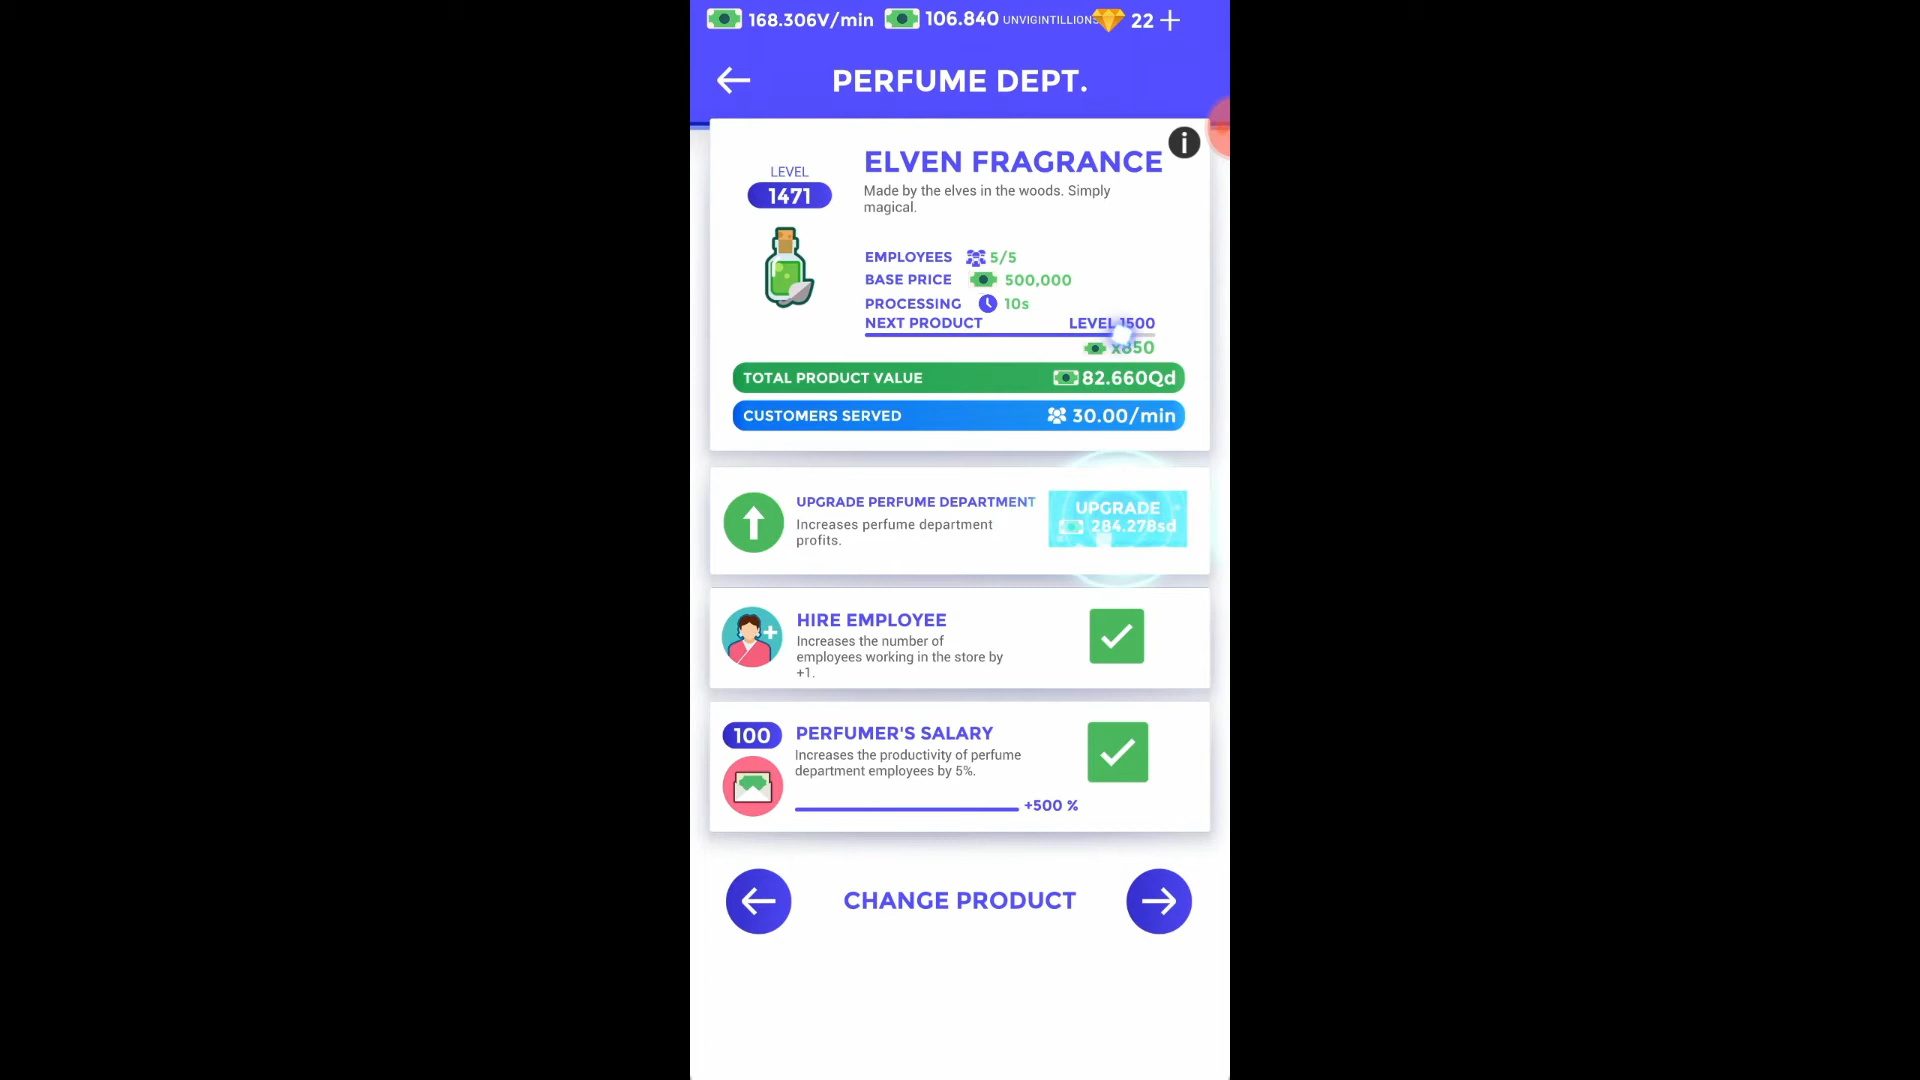 168.306V/min 106.840 UNVIGINTILLIONS 22 +
PERFUME DEPT.
i
ELVEN FRAGRANCE
LEVEL
1471
Made by the elves in the woods. Simply
magical.
EMPLOYEES 5/5
BASE PRICE 500,000
PROCESSING 10s
NEXT PRODUCT LEVEL 1500
x850
TOTAL PRODUCT VALUE 82.660Qd
CUSTOMERS SERVED 30.00/min
UPGRADE PERFUME DEPARTMENT
Increases perfume department
profits.
UPGRADE
284.278sd
HIRE EMPLOYEE
Increases the number of
employees working in the store by
+1.
100
PERFUMER'S SALARY
Increases the productivity of perfume
department employees by 5%.
+500 %
CHANGE PRODUCT